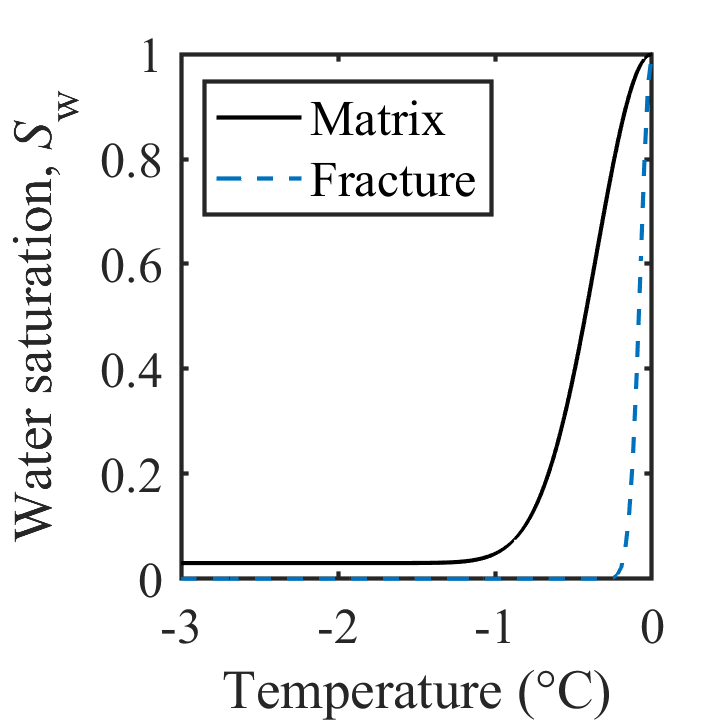 Water saturation, Sw
1
0.8
0.6
0.4
0.2
0
Matrix
Fracture
-3 -2 -1 0
Temperature (°C)